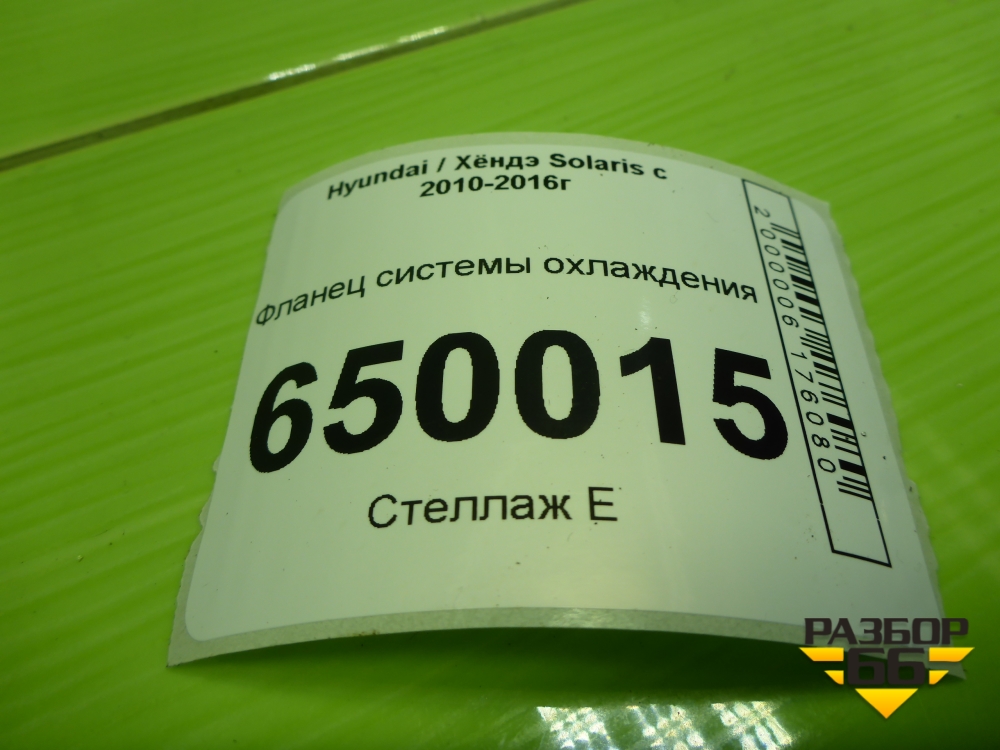 Hyundai / Хёндэ Solaris с
2010-2016г
Фланец системы охлаждения
650015
Стеллаж Е
2000006176080
РАЗБОР
66